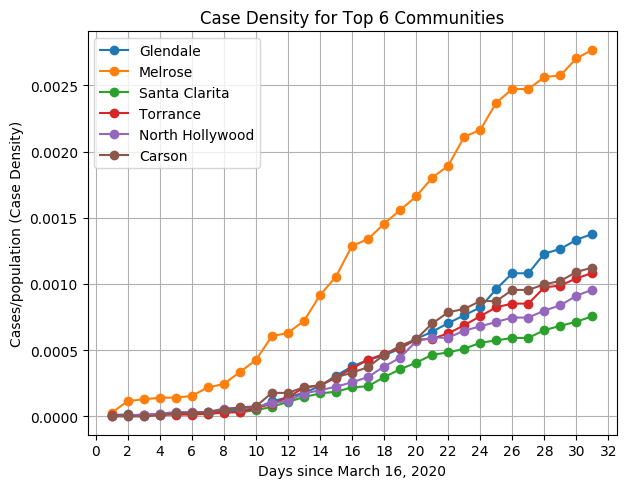 Case Density for Top 6 Communities
Glendale
Melrose
Santa Clarita
Torrance
North Hollywood
Carson
Cases/population (Case Density)
0.0025
0.0020
0.0015
0.0010
0.0005
0.0000
0 2 4 6 8 10 12 14 16 18 20 22 24 26 28 30 32
Days since March 16, 2020